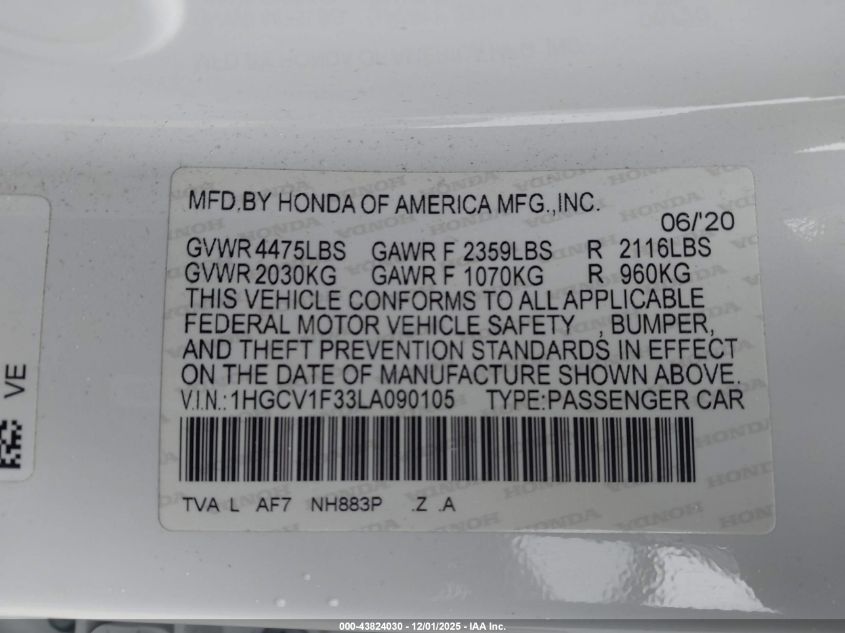 MFD.BY HONDA OF AMERICA MFG.,INC.
06/'20
GVWR 4475LBS GAWR F 2359LBS R 2116LBS
GVWR 2030KG GAWR F 1070KG R 960KG
THIS VEHICLE CONFORMS TO ALL APPLICABLE
FEDERAL MOTOR VEHICLE SAFETY , BUMPER,
AND THEFT PREVENTION STANDARDS IN EFFECT
ON THE DATE OF MANUFACTURE SHOWN ABOVE.
V.I.N.:1HGCV1F33LA090105 TYPE:PASSENGER CAR
TVA L AF7 NH883P .Z .A
VE
000-43824030 - 12/01/2025 - IAA Inc.